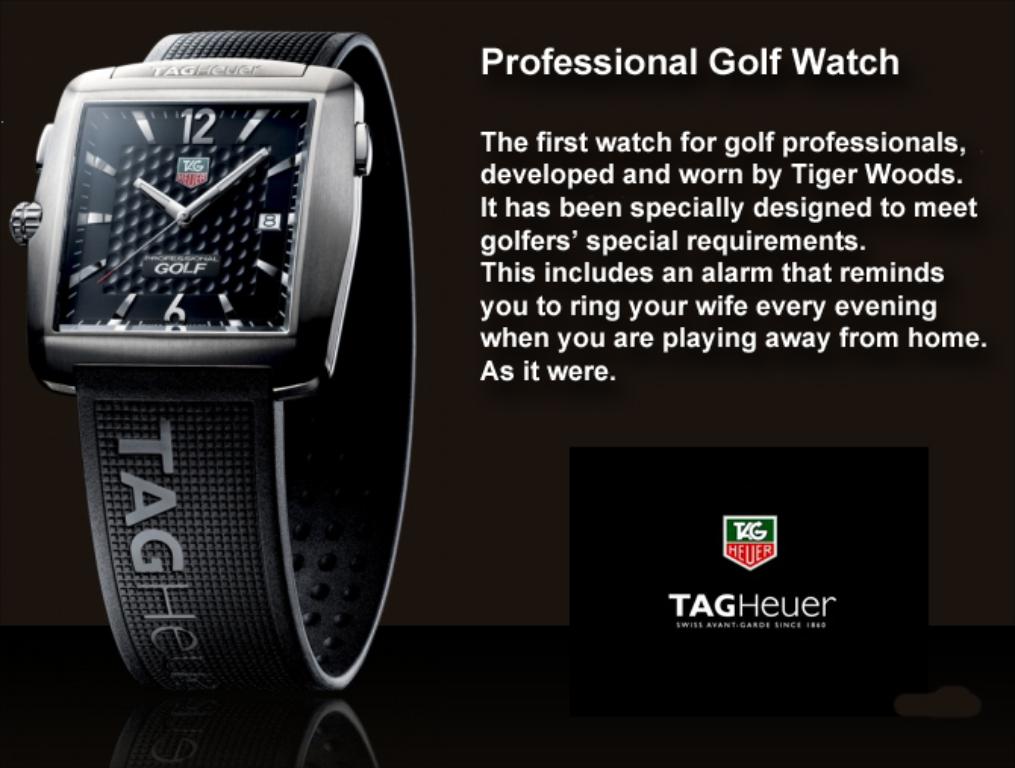 TAGHeuer
12
TAG
HEUER
8
PROFESSIONAL
GOLF
6
TAGHeu
Professional Golf Watch
The first watch for golf professionals,
developed and worn by Tiger Woods.
It has been specially designed to meet
golfers’ special requirements.
This includes an alarm that reminds
you to ring your wife every evening
when you are playing away from home.
As it were.
TAG
HEUER
TAGHeuer
SWISS AVANT-GARDE SINCE 1860